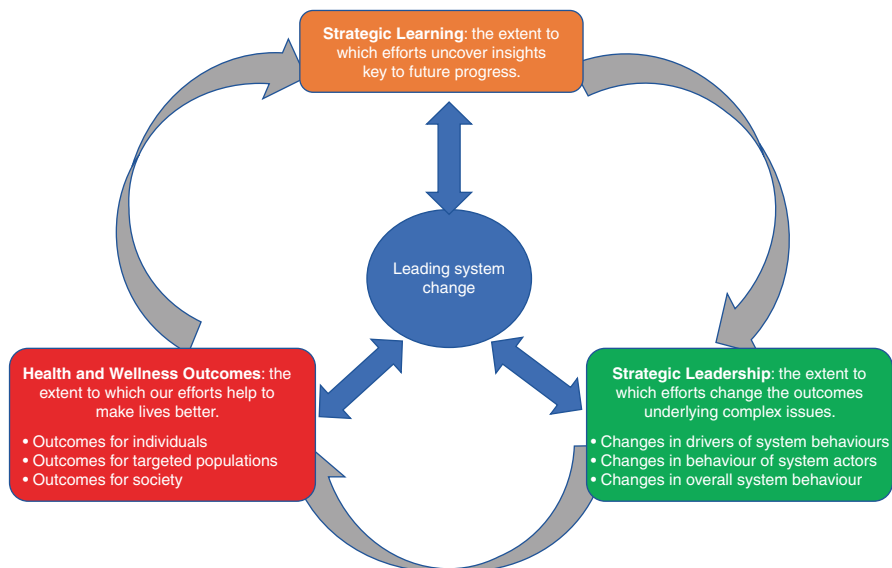 Strategic Learning: the extent to
which efforts uncover insights
key to future progress.
Leading system
change
Health and Wellness Outcomes: the
extent to which our efforts help to
make lives better.
• Outcomes for individuals
• Outcomes for targeted populations
• Outcomes for society
Strategic Leadership: the extent to
which efforts change the outcomes
underlying complex issues.
• Changes in drivers of system behaviours
• Changes in behaviour of system actors
• Changes in overall system behaviour